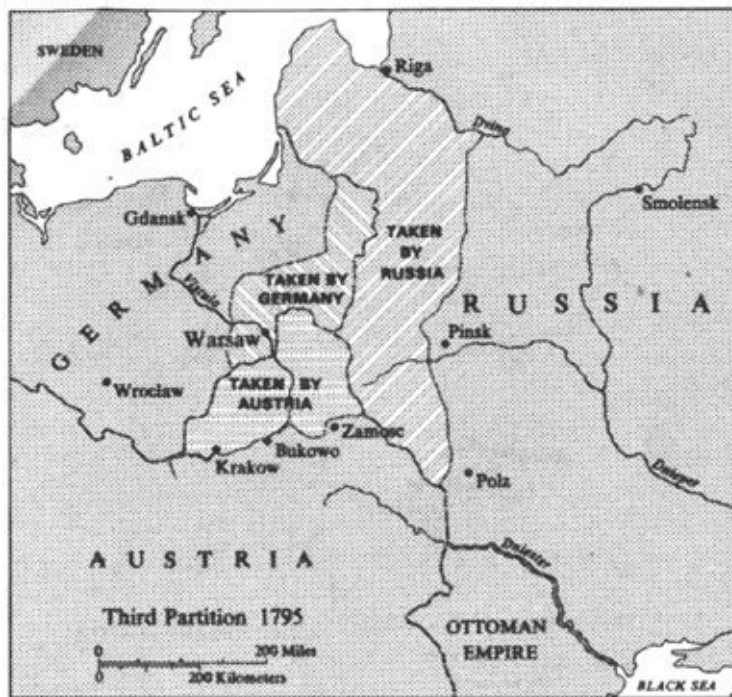 SWEDEN
BALTIC SEA
Riga
Dvina
Smolensk
Gdansk
GERMANY
TAKEN
BY
RUSSIA
TAKEN BY
GERMANY
RUSSIA
Vistula
Warsaw
Pinsk
TAKEN BY
AUSTRIA
Wrocław
Zamosc
Bukowo
Krakow
Polz
Dnieper
AUSTRIA
Dniester
Third Partition 1795
OTTOMAN
EMPIRE
0 200 Miles
0 200 Kilometers
BLACK SEA